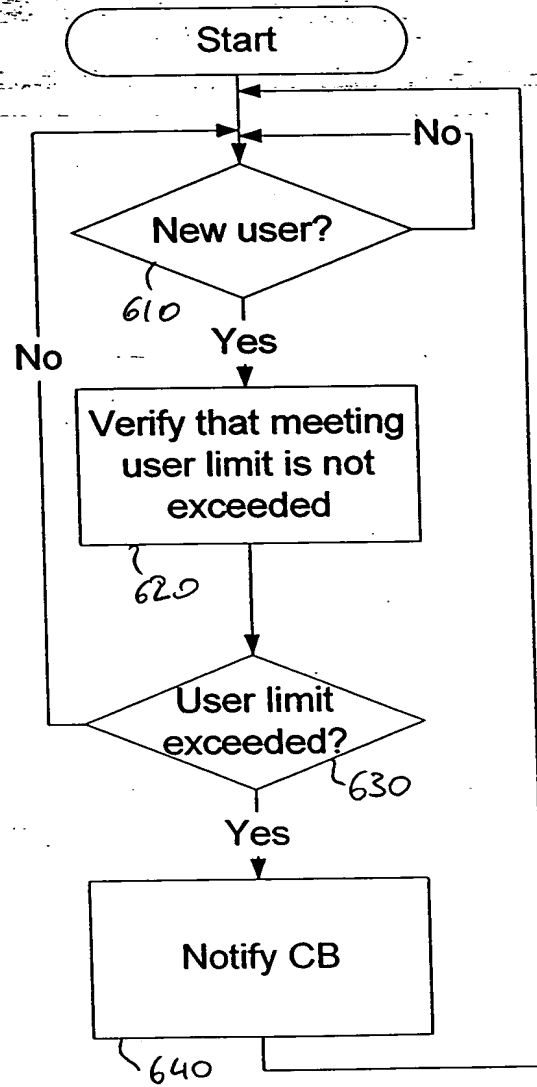 Start
No
New user?
610
Yes
No
Verify that meeting
user limit is not
exceeded
620
User limit
exceeded?
630
Yes
Notify CB
640